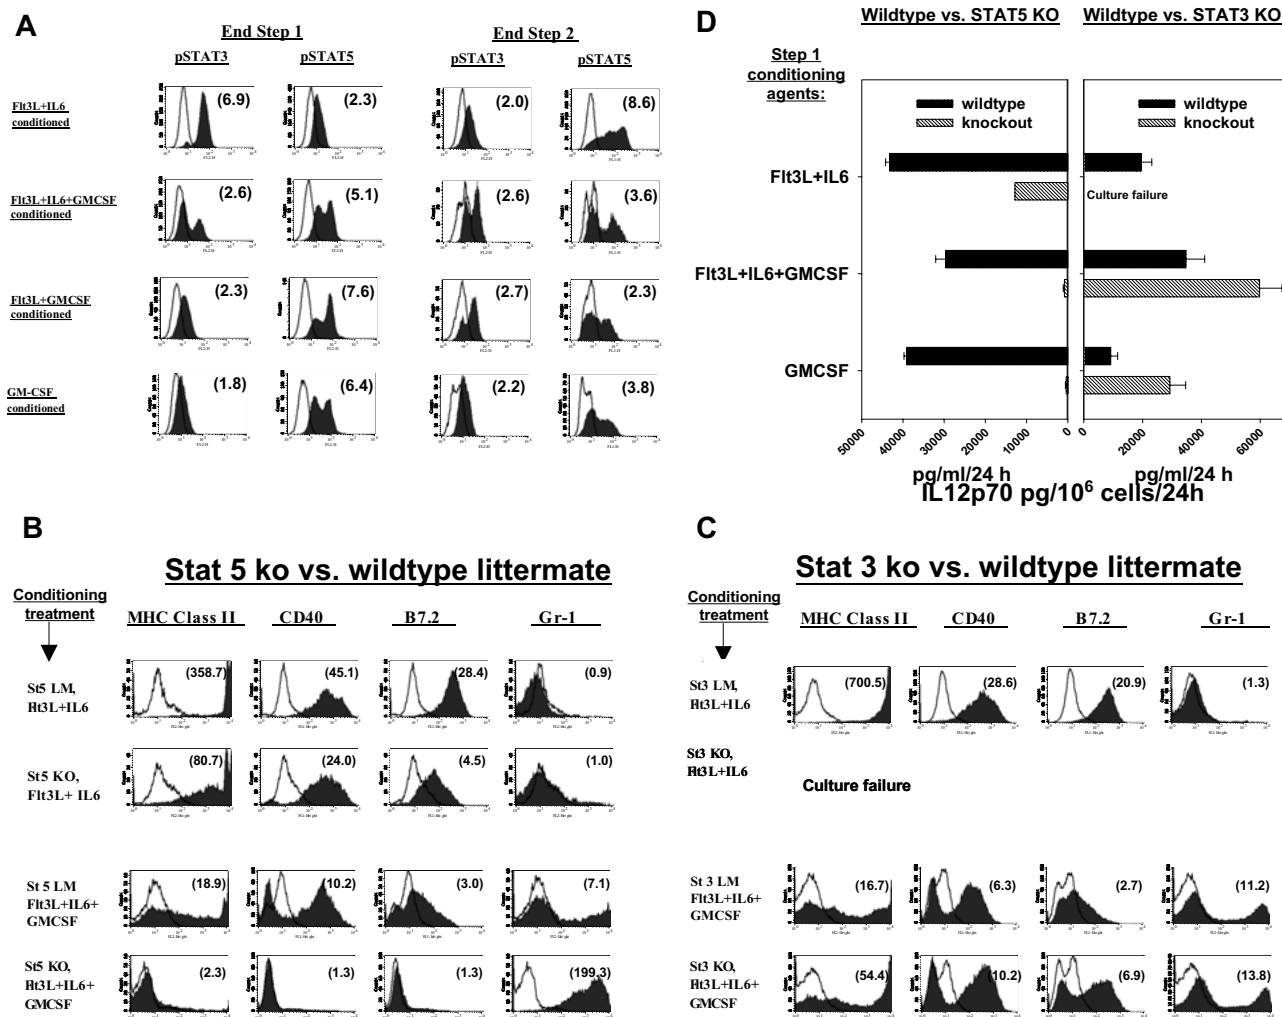 A
End Step 1
End Step 2
pSTAT3
pSTAT5
pSTAT3
pSTAT5
Flt3L+IL6
conditioned
(6.9)
(2.3)
(2.0)
(8.6)
Flt3L+IL6+GMCSF
conditioned
(2.6)
(5.1)
(2.6)
(3.6)
Flt3L+GMCSF
conditioned
(2.3)
(7.6)
(2.7)
(2.3)
GM-CSF
conditioned
(1.8)
(6.4)
(2.2)
(3.8)
D
Wildtype vs. STAT5 KO
Wildtype vs. STAT3 KO
Step 1
conditioning
agents:
wildtype
knockout
wildtype
knockout
Flt3L+IL6
Culture failure
Flt3L+IL6+GMCSF
GMCSF
50000
40000
30000
20000
10000
0
0
20000
40000
60000
pg/ml/24 h
pg/ml/24 h
IL12p70 pg/10⁶ cells/24h
B
Stat 5 ko vs. wildtype littermate
Conditioning
treatment
MHC Class II
CD40
B7.2
Gr-1
St5 LM,
Flt3L+IL6
(358.7)
(45.1)
(28.4)
(0.9)
St5 KO,
Flt3L+ IL6
(80.7)
(24.0)
(4.5)
(1.0)
St 5 LM
Flt3L+IL6+
GMCSF
(18.9)
(10.2)
(3.0)
(7.1)
St5 KO,
Flt3L+IL6+
GMCSF
(2.3)
(1.3)
(1.3)
(199.3)
C
Stat 3 ko vs. wildtype littermate
Conditioning
treatment
MHC Class II
CD40
B7.2
Gr-1
St3 LM,
Flt3L+IL6
(700.5)
(28.6)
(20.9)
(1.3)
St3 KO,
Flt3L+IL6
Culture failure
St 3 LM
Flt3L+IL6+
GMCSF
(16.7)
(6.3)
(2.7)
(11.2)
St3 KO,
Flt3L+IL6+
GMCSF
(54.4)
(10.2)
(6.9)
(13.8)